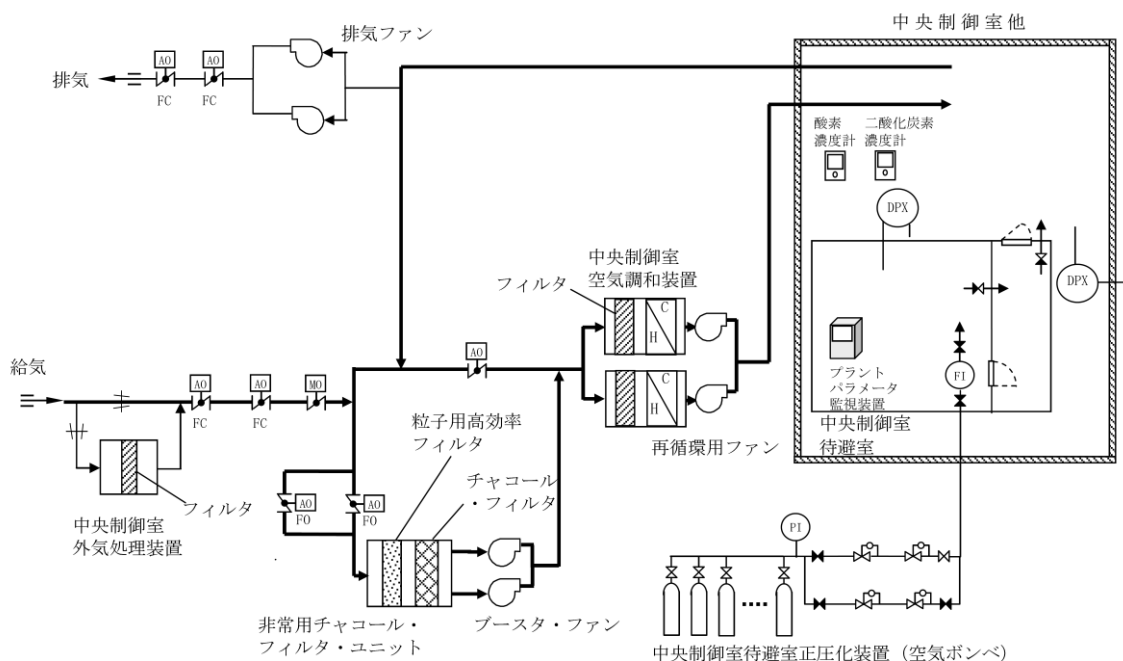 中央制御室他
排気ファン
AO
AO
排気
FC
FC
酸素
濃度計
二酸化炭素
濃度計
DPX
DPX
中央制御室
空気調和装置
フィルタ
C
H
C
H
再循環用ファン
AO
給気
AO
AO
MO
FC
FC
フィルタ
中央制御室
外気処理装置
粒子用高効率
フィルタ
チャコール
・フィルタ
AO
FO
AO
FO
非常用チャコール・
フィルタ・ユニット
ブースタ・ファン
プラント
パラメータ
監視装置
FI
中央制御室
待避室
PI
中央制御室待避室正圧化装置（空気ボンベ）